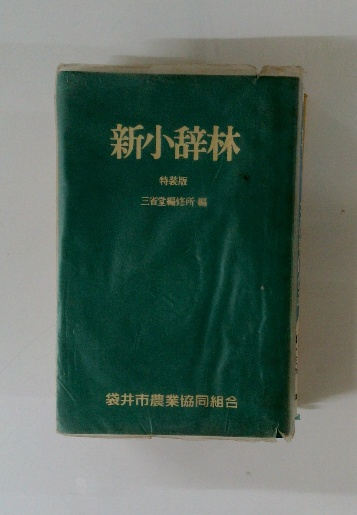 新小辞林
特装版
三省堂編修所 編
袋井市農業協同組合